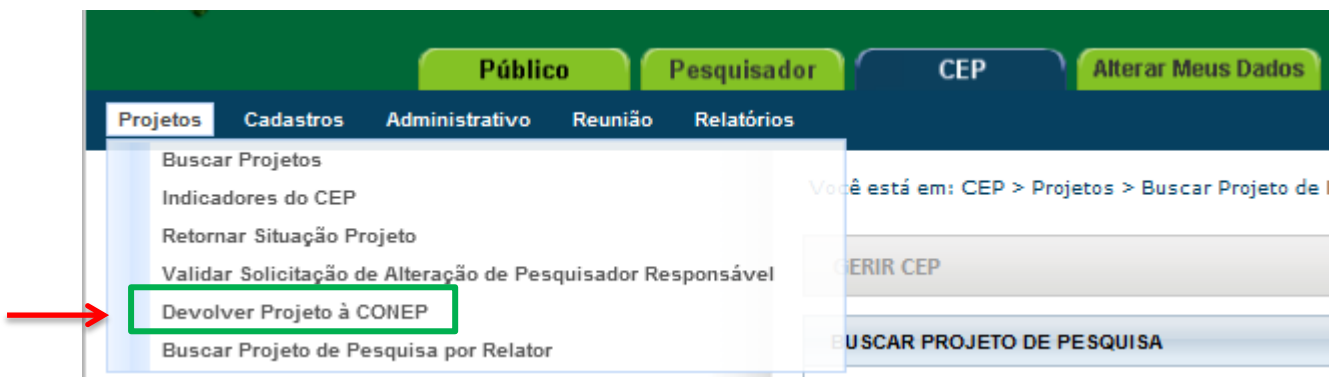 Público Pesquisador CEP Alterar Meus Dados
Projetos Cadastros Administrativo Reunião Relatórios
Buscar Projetos
Indicadores do CEP
Retornar Situação Projeto
Validar Solicitação de Alteração de Pesquisador Responsável
Devolver Projeto à CONEP
Buscar Projeto de Pesquisa por Relator
Você está em: CEP > Projetos > Buscar Projeto de
GERIR CEP
BUSCAR PROJETO DE PESQUISA